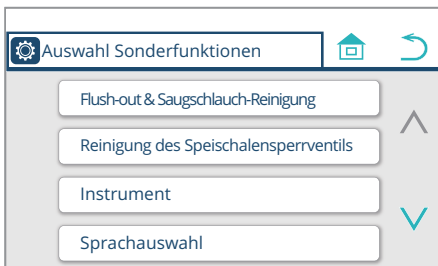 Auswahl Sonderfunktionen
Flush-out & Saugschlauch-Reinigung
Reinigung des Speischalensperrventils
Instrument
Sprachauswahl